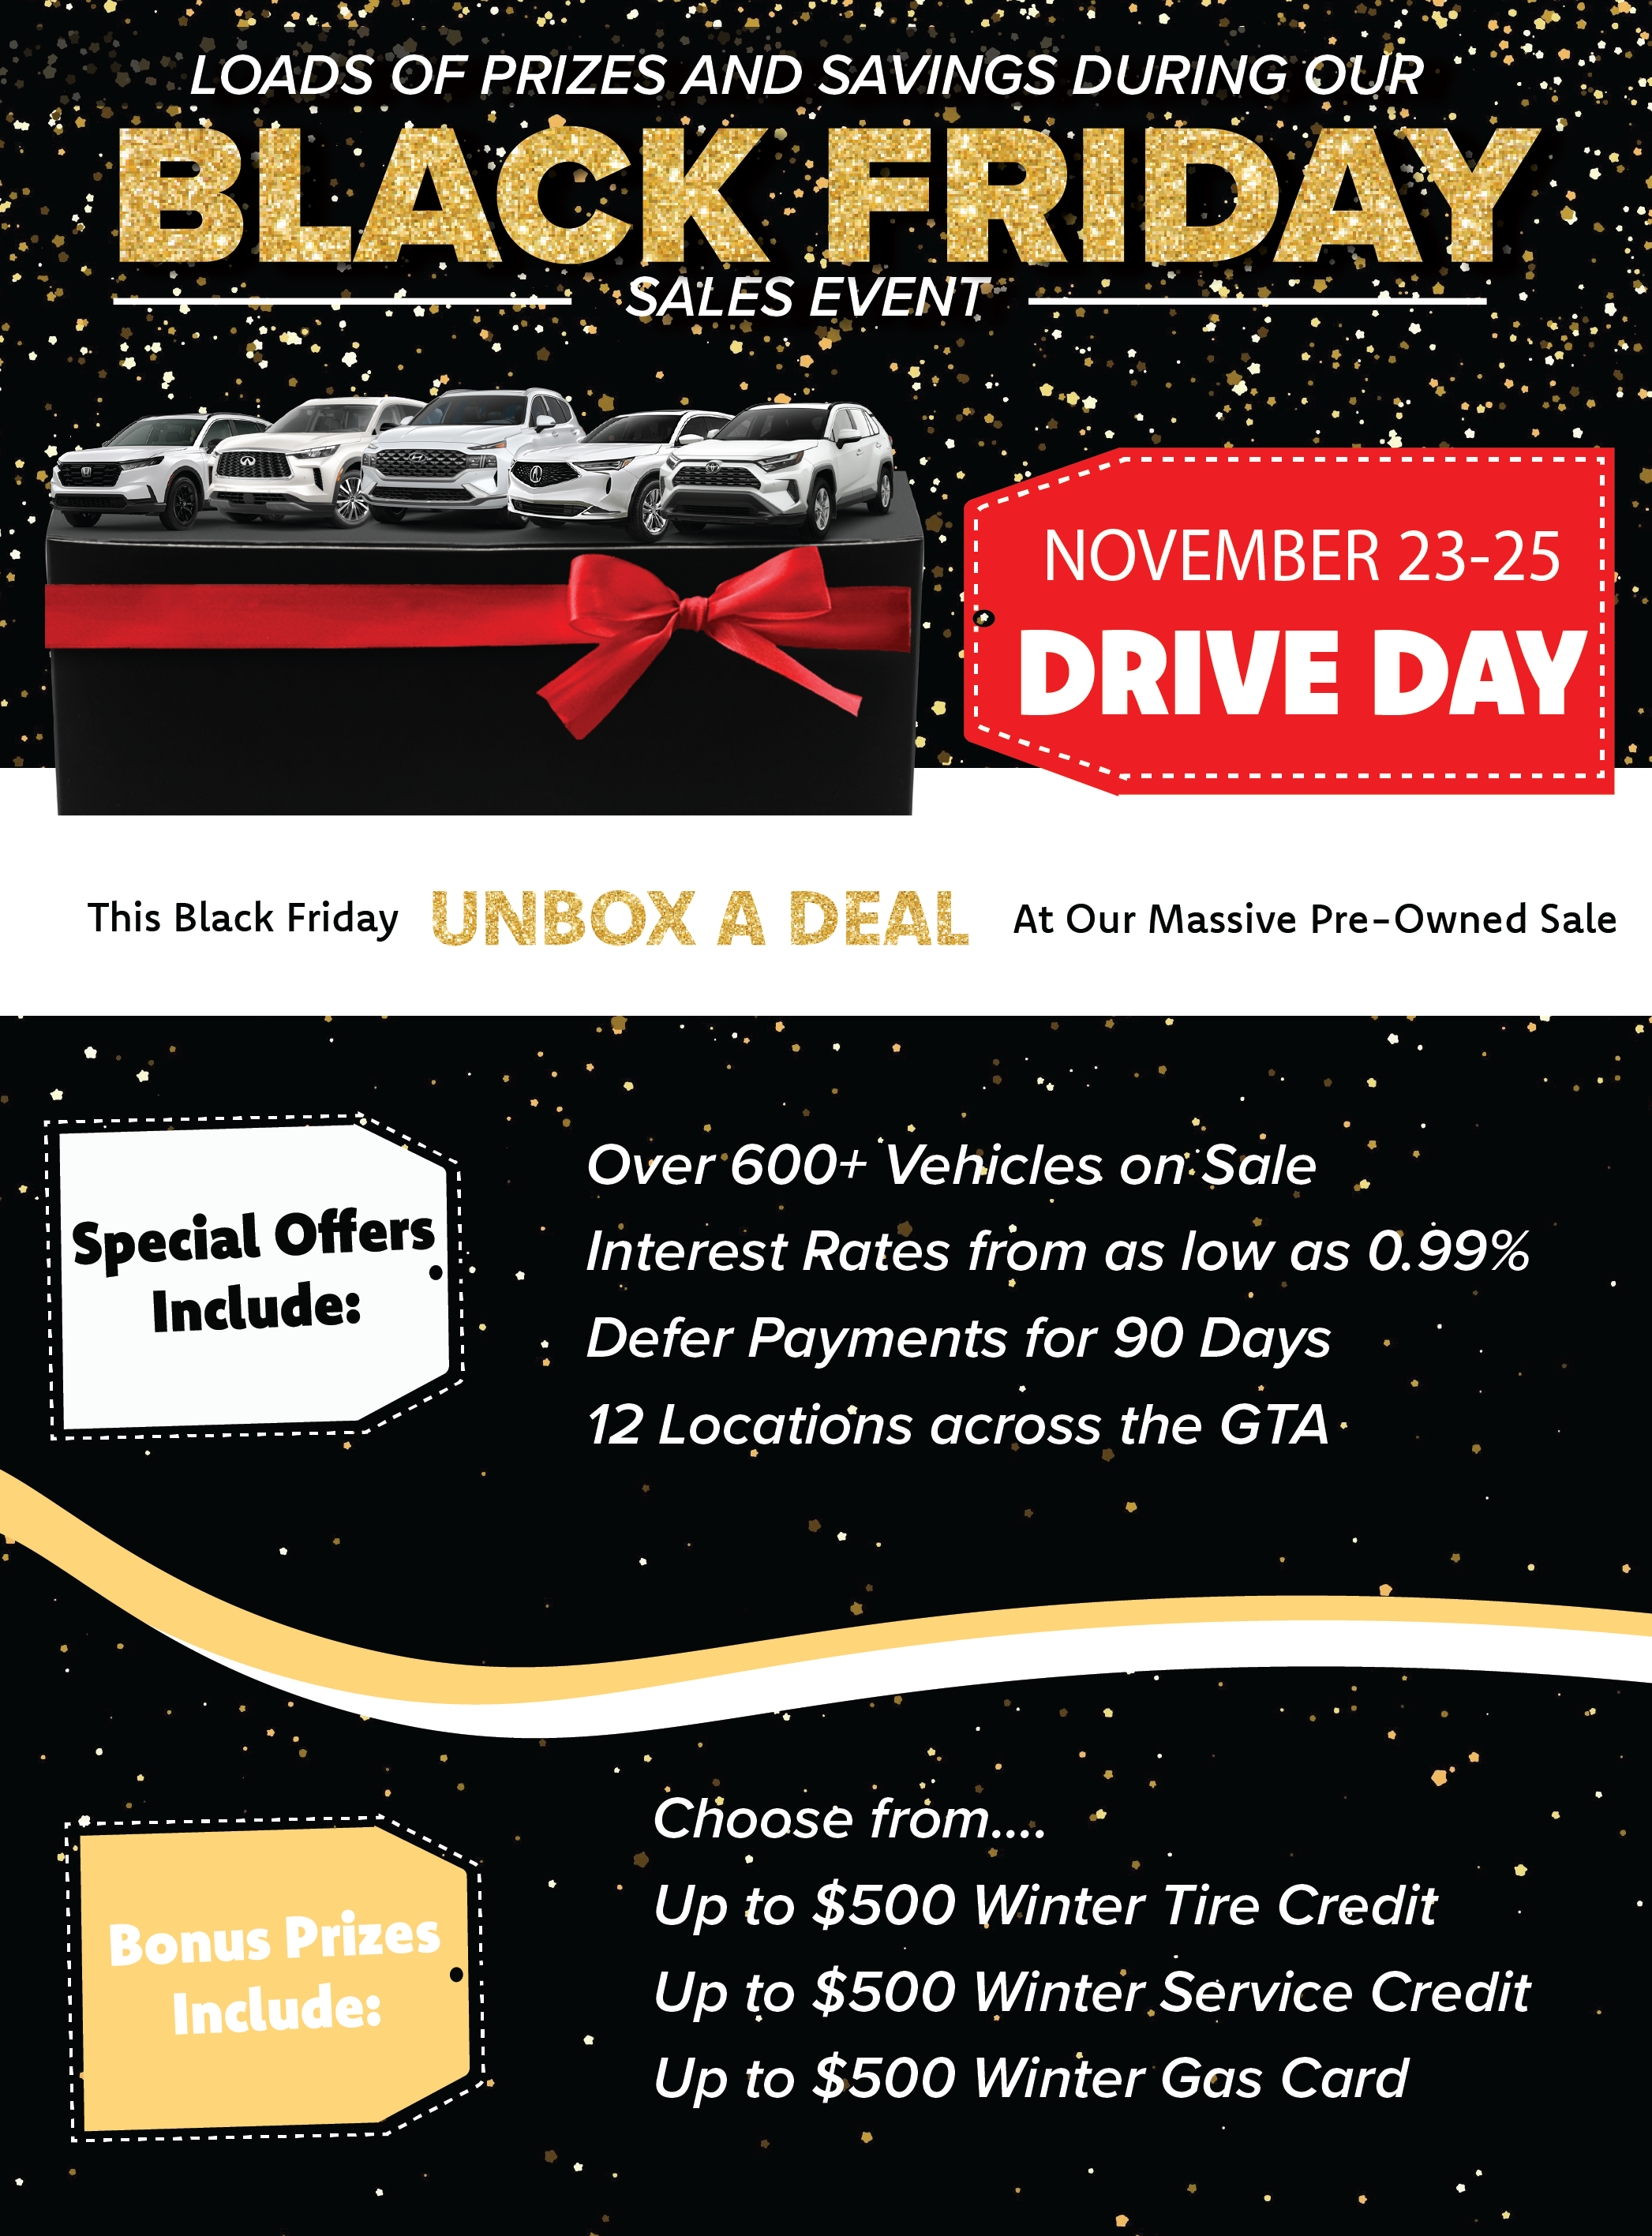 LOADS OF PRIZES AND SAVINGS DURING OUR
BLACK FRIDAY
SALES EVENT
NOVEMBER 23-25
DRIVE DAY
This Black Friday UNBOX A DEAL At Our Massive Pre-Owned Sale
Special Offers
Include:
Over 600+ Vehicles on Sale
Interest Rates from as low as 0.99%
Defer Payments for 90 Days
12 Locations across the GTA
Bonus Prizes
Include:
Choose from....
Up to $500 Winter Tire Credit
Up to $500 Winter Service Credit
Up to $500 Winter Gas Card